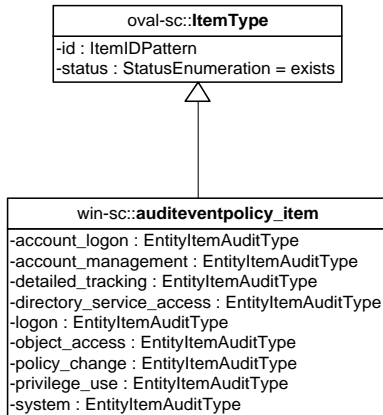 oval-sc::ItemType
-id : ItemIDPattern
-status : StatusEnumeration = exists
win-sc::auditeventpolicy_item
-account_logon : EntityItemAuditType
-account_management : EntityItemAuditType
-detailed_tracking : EntityItemAuditType
-directory_service_access : EntityItemAuditType
-logon : EntityItemAuditType
-object_access : EntityItemAuditType
-policy_change : EntityItemAuditType
-privilege_use : EntityItemAuditType
-system : EntityItemAuditType